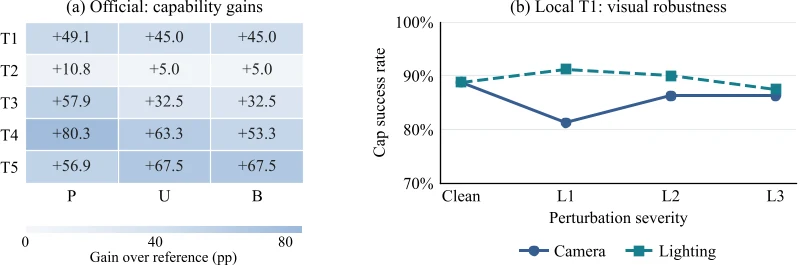 (a) Official: capability gains
T1 +49.1 +45.0 +45.0
T2 +10.8 +5.0 +5.0
T3 +57.9 +32.5 +32.5
T4 +80.3 +63.3 +53.3
T5 +56.9 +67.5 +67.5
P U B
0 40 80
Gain over reference (pp)
(b) Local T1: visual robustness
100%
90%
80%
70%
Cap success rate
Clean L1 L2 L3
Perturbation severity
Camera Lighting